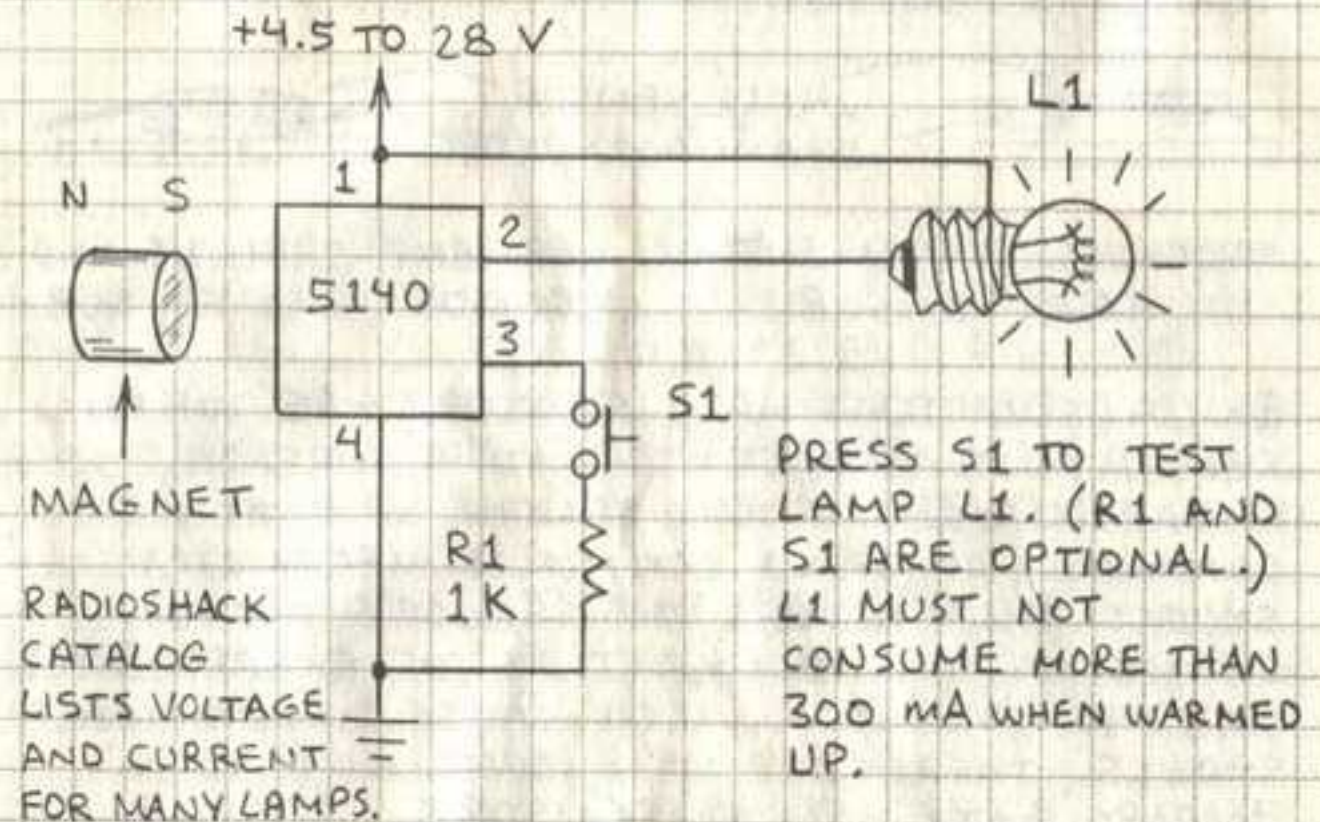 +4.5 TO 28 V
L1
N S
1
2
5140
3
S1
4
MAGNET
R1
1K
RADIOSHACK
CATALOG
LISTS VOLTAGE
AND CURRENT
FOR MANY LAMPS.
PRESS S1 TO TEST
LAMP L1. (R1 AND
S1 ARE OPTIONAL.)
L1 MUST NOT
CONSUME MORE THAN
300 MA WHEN WARMED
UP.